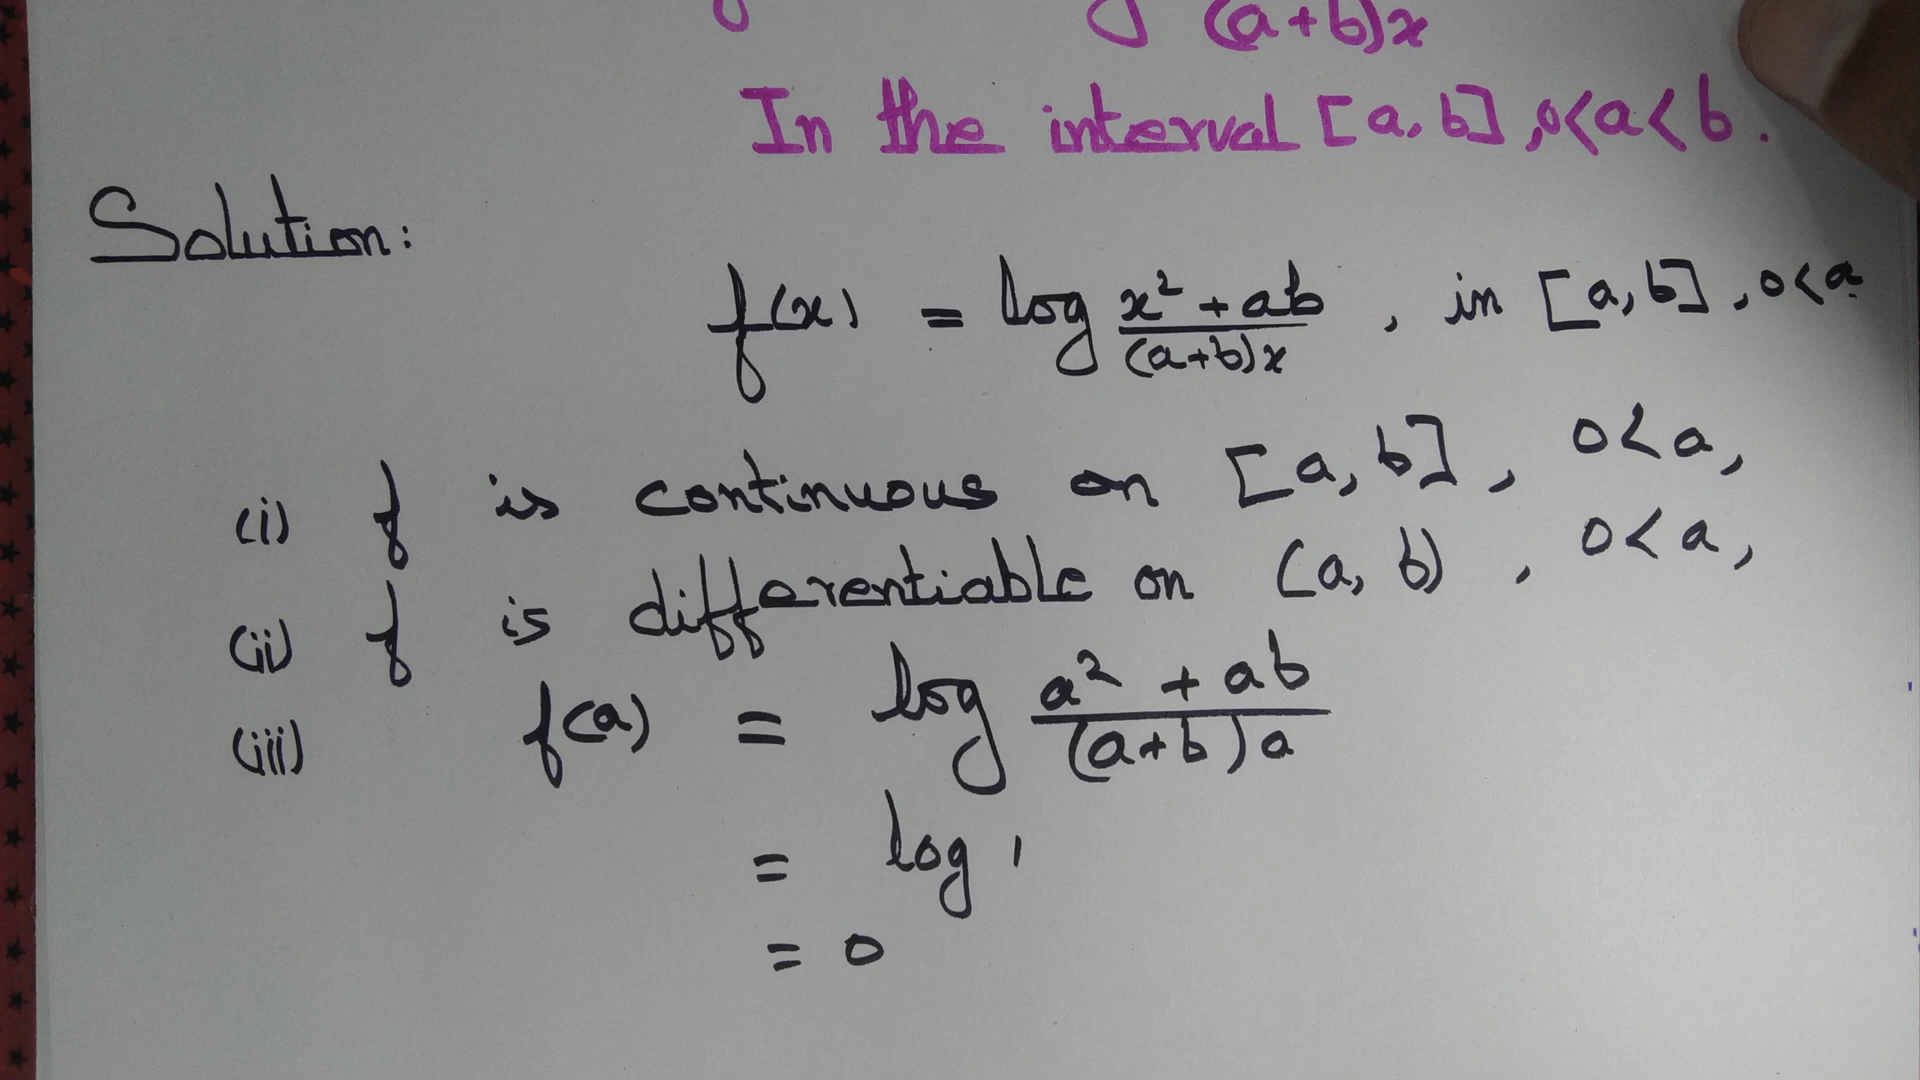 (a+b)x
In the interval [a, b], 0<a<b.
Solution:
f(x) = log x² + ab / (a+b)x , in [a, b], 0<a
(i) f is continuous on [a, b], 0<a,
(ii) f is differentiable on (a, b), 0<a,
(iii) f(a) = log a² + ab / (a+b)a
= log 1
= 0